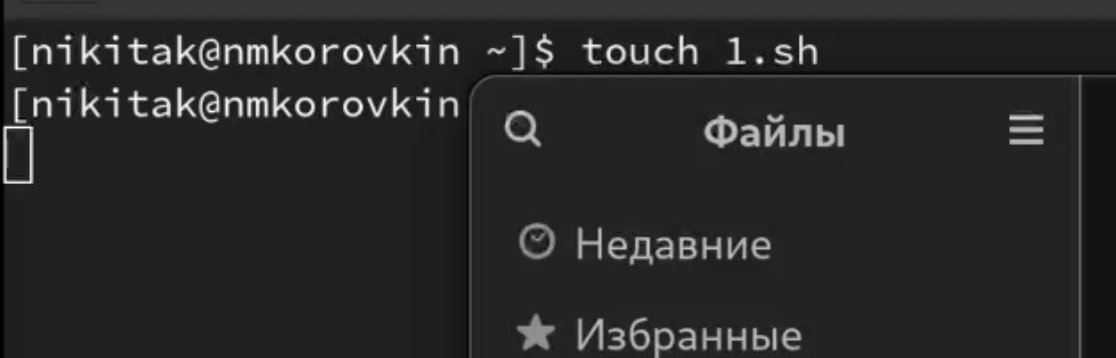 [nikitak@nmkorovkin ~]$ touch 1.sh
[nikitak@nmkorovkin
Файлы
Недавние
Избранные